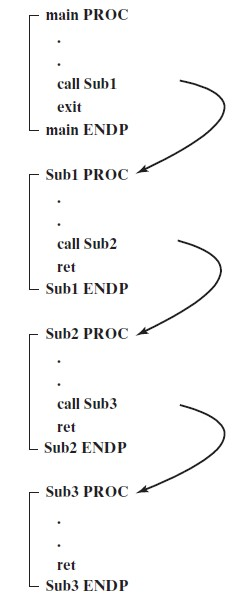 main PROC
.
.
call Sub1
exit
main ENDP
Sub1 PROC
.
.
call Sub2
ret
Sub1 ENDP
Sub2 PROC
.
.
call Sub3
ret
Sub2 ENDP
Sub3 PROC
.
.
ret
Sub3 ENDP